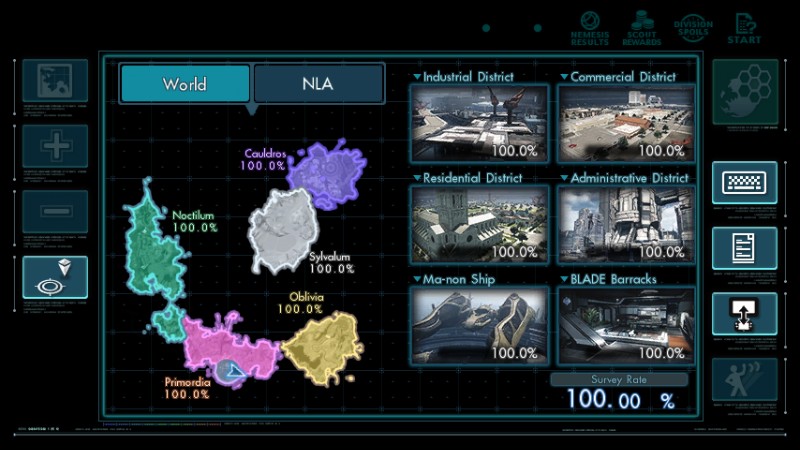 NEMESIS RESULTS
SCOUT REWARDS
DIVISION SPOILS
START
World
NLA
Industrial District
100.0%
Commercial District
100.0%
Cauldros
100.0%
Residential District
100.0%
Administrative District
100.0%
Noctilum
100.0%
Sylvalum
100.0%
Ma-non Ship
100.0%
BLADE Barracks
100.0%
Oblivia
100.0%
Primordia
100.0%
Survey Rate
100.00 %